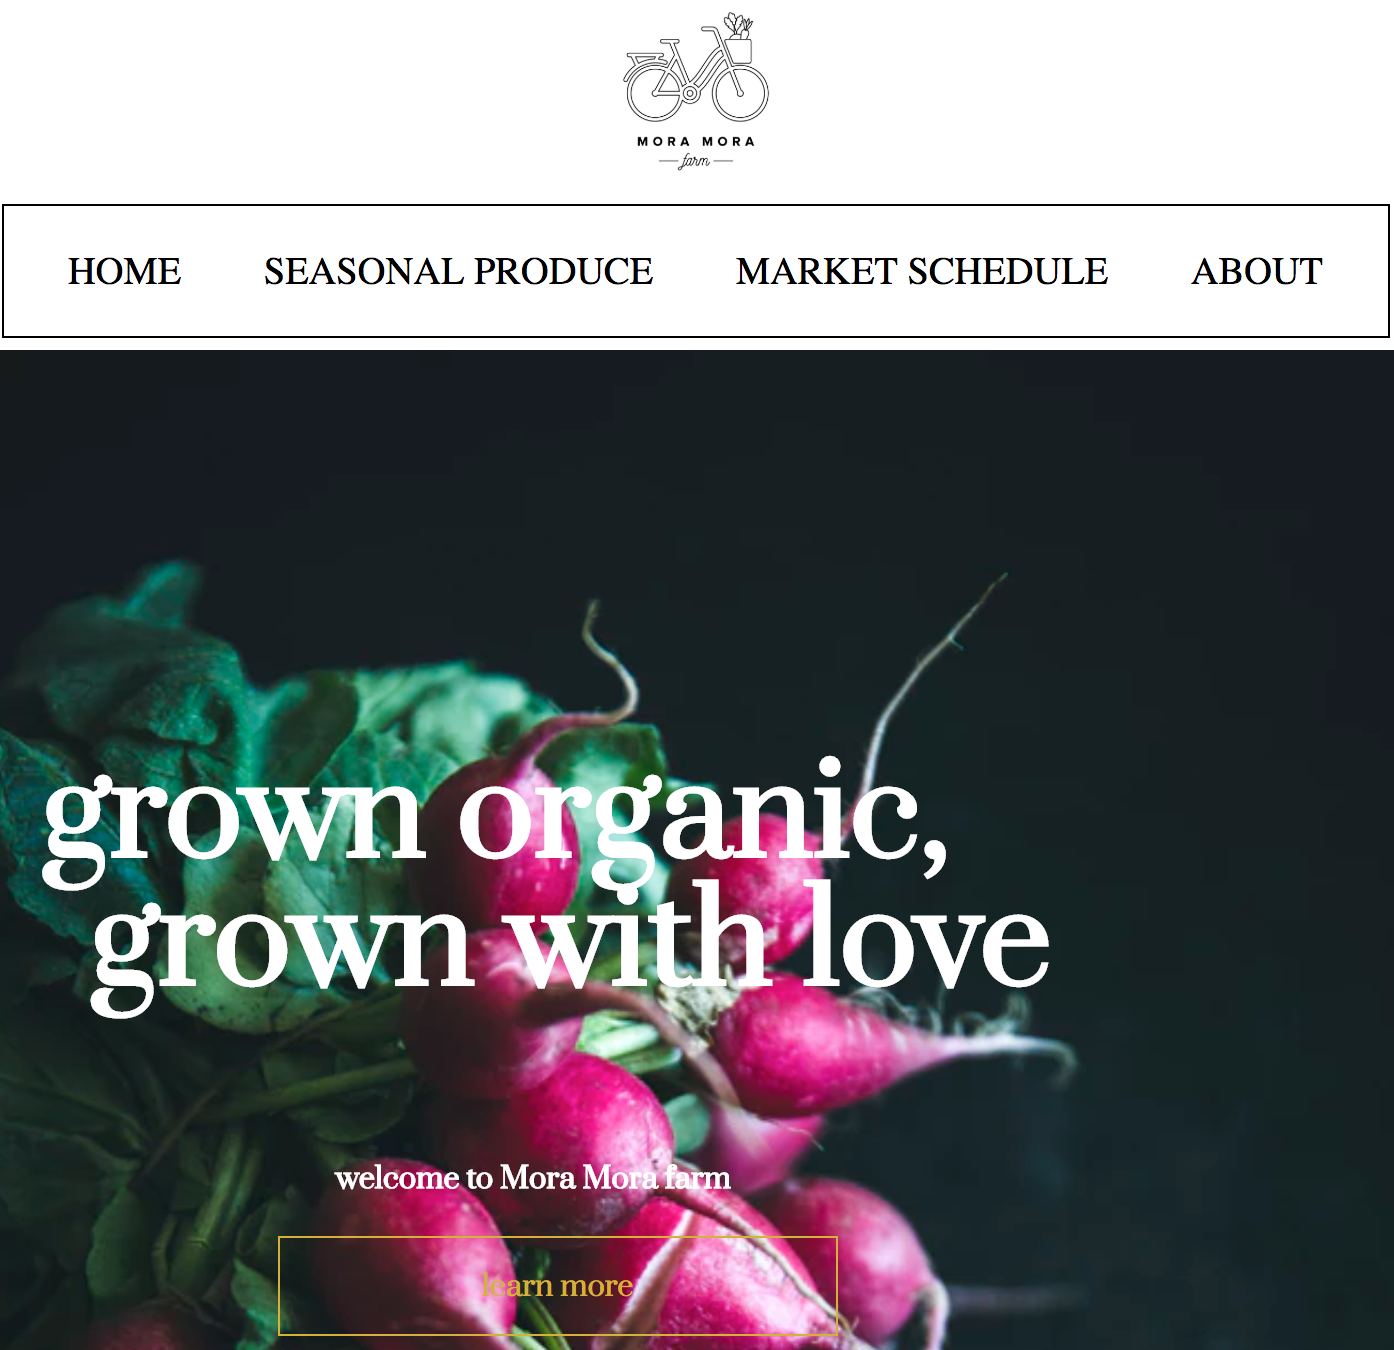 MORA MORA
farm
HOME SEASONAL PRODUCE MARKET SCHEDULE ABOUT
grown organic,
grown with love
welcome to Mora Mora farm
learn more